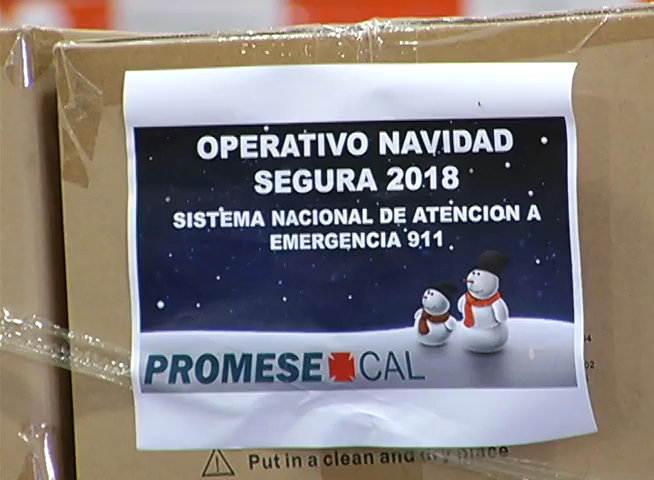 OPERATIVO NAVIDAD
SEGURA 2018
SISTEMA NACIONAL DE ATENCION A
EMERGENCIA 911
PROMESE CAL
Put in a clean and dry place